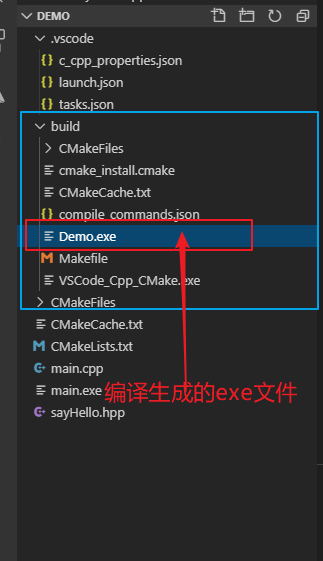 DEMO
.vscode
{} c_cpp_properties.json
{} launch.json
{} tasks.json
build
CMakeFiles
cmake_install.cmake
CMakeCache.txt
{} compile_commands.json
Demo.exe
M Makefile
VSCode_Cpp_CMake.exe
CMakeFiles
CMakeCache.txt
M CMakeLists.txt
C++ main.cpp
main.exe
编译生成的exe文件
C++ sayHello.hpp